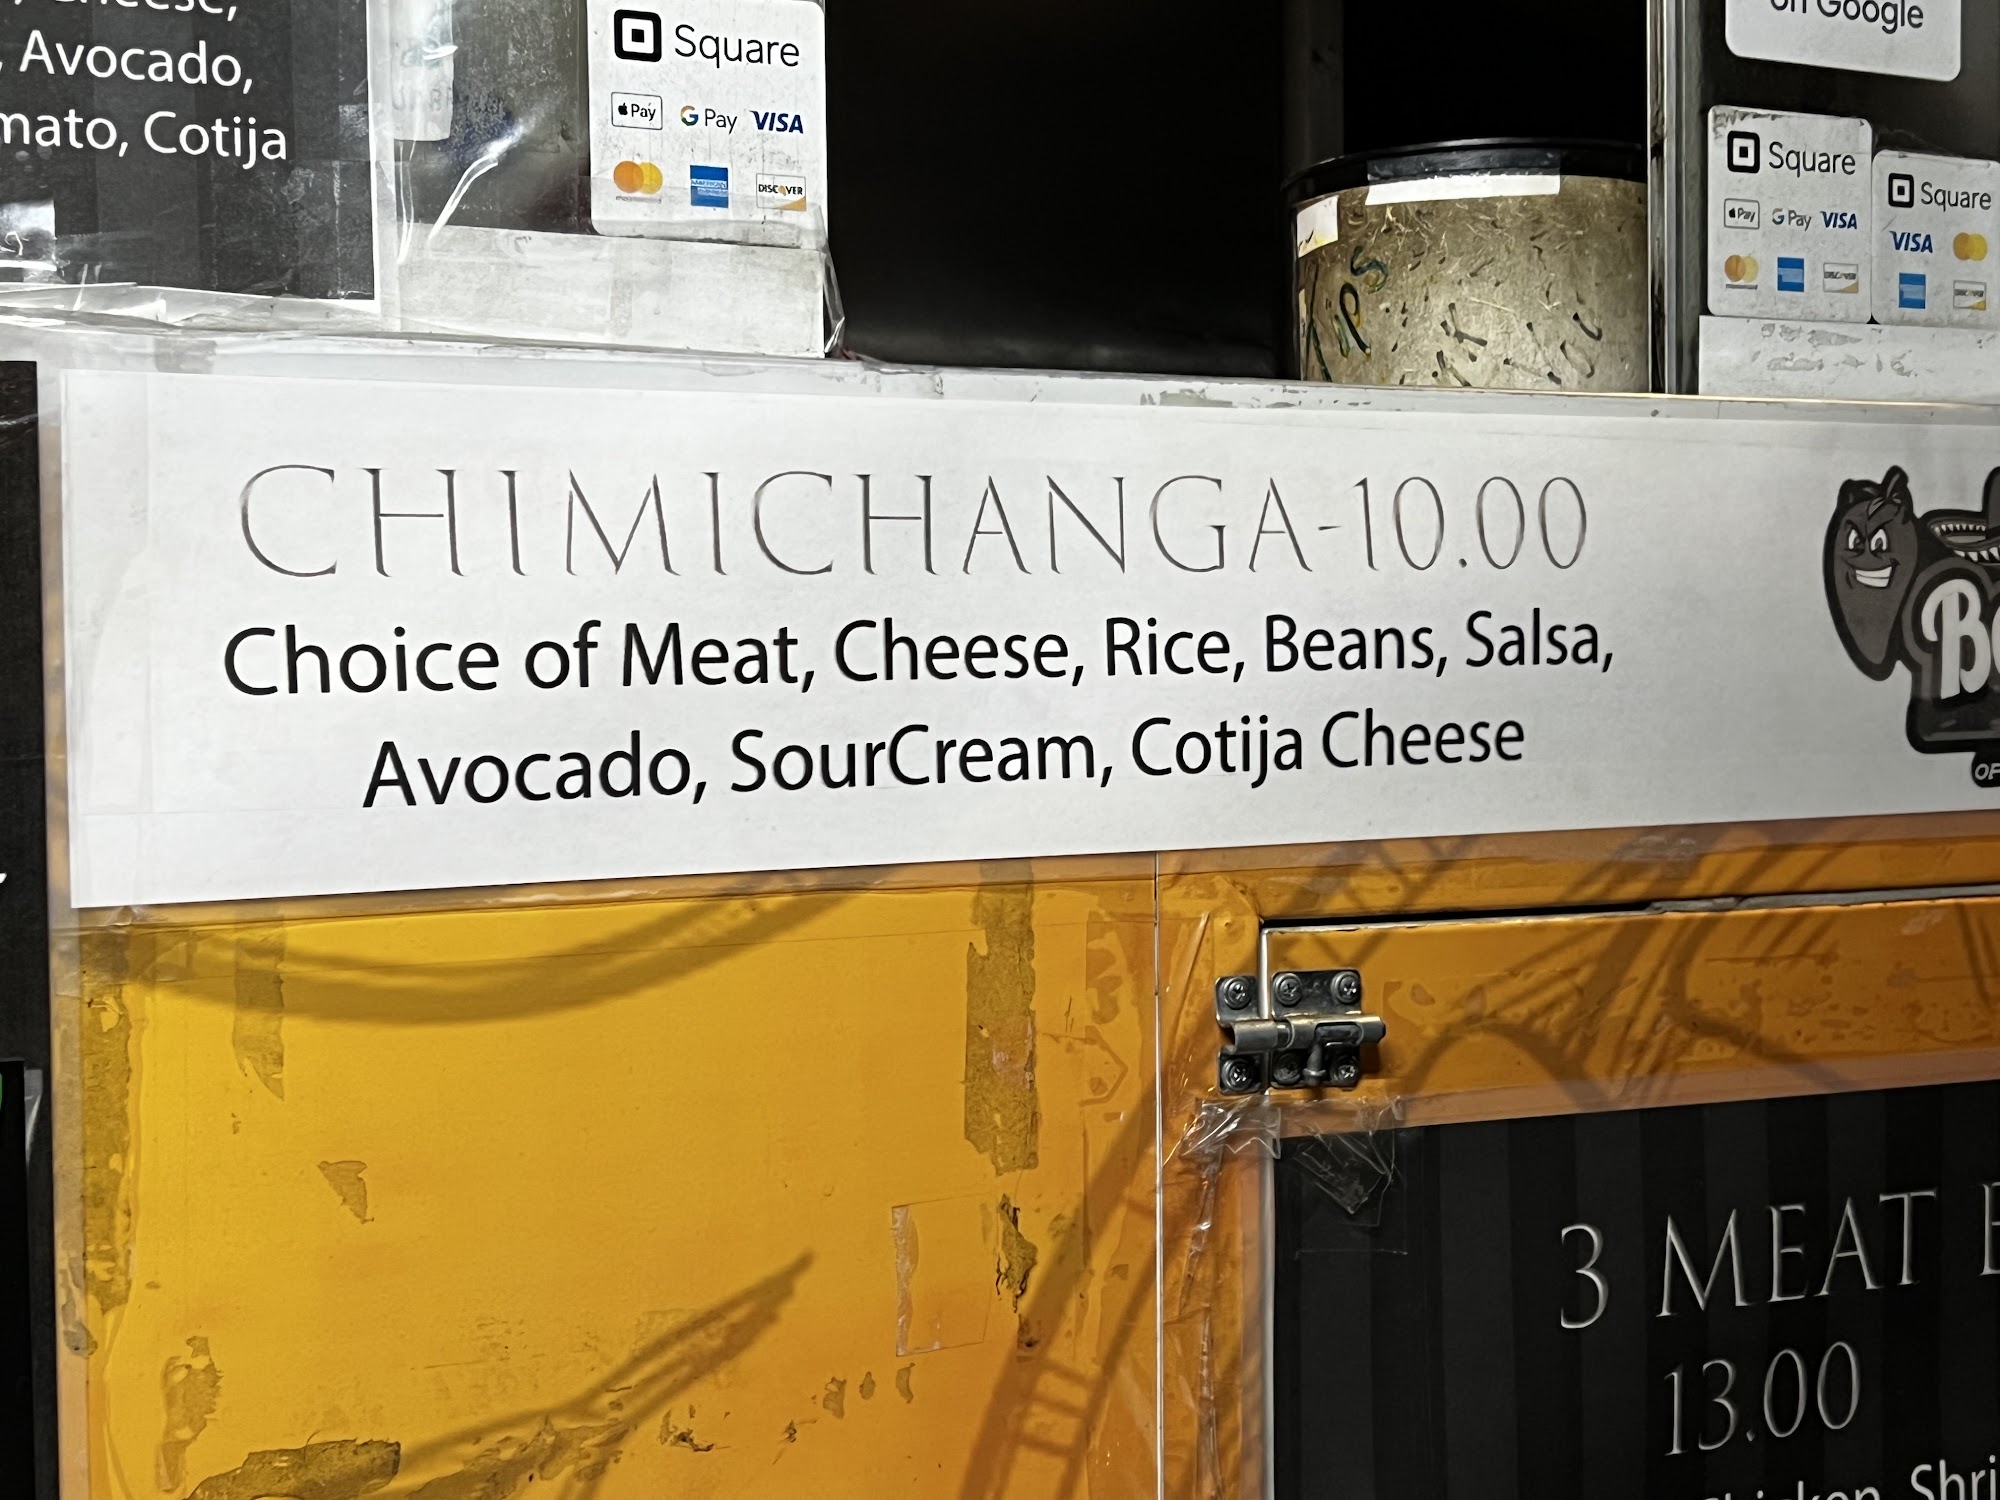 Avocado,
Cotija
Square
Pay
G Pay VISA
DISCOVER
on Google
Square
Pay G Pay VISA
Square
VISA
CHIMICHANGA-10.00
Choice of Meat, Cheese, Rice, Beans, Salsa,
Avocado, SourCream, Cotija Cheese
3 MEAT
13.00